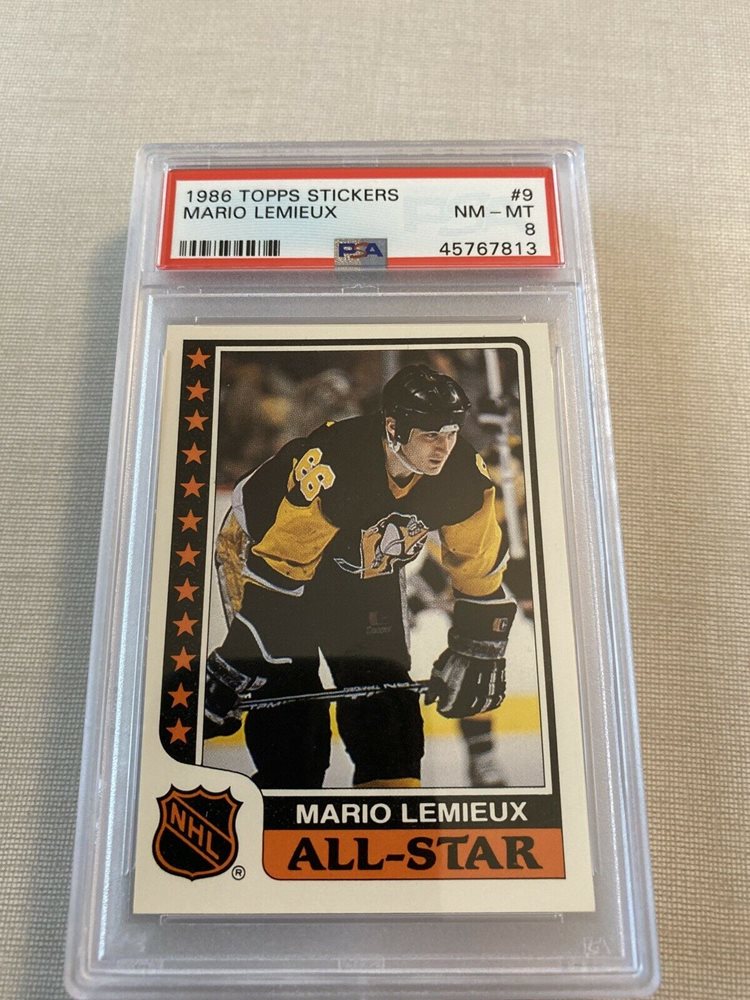 1986 TOPPS STICKERS #9
MARIO LEMIEUX NM – MT
8
PSA 45767813
66
NHL
®
MARIO LEMIEUX
ALL-STAR